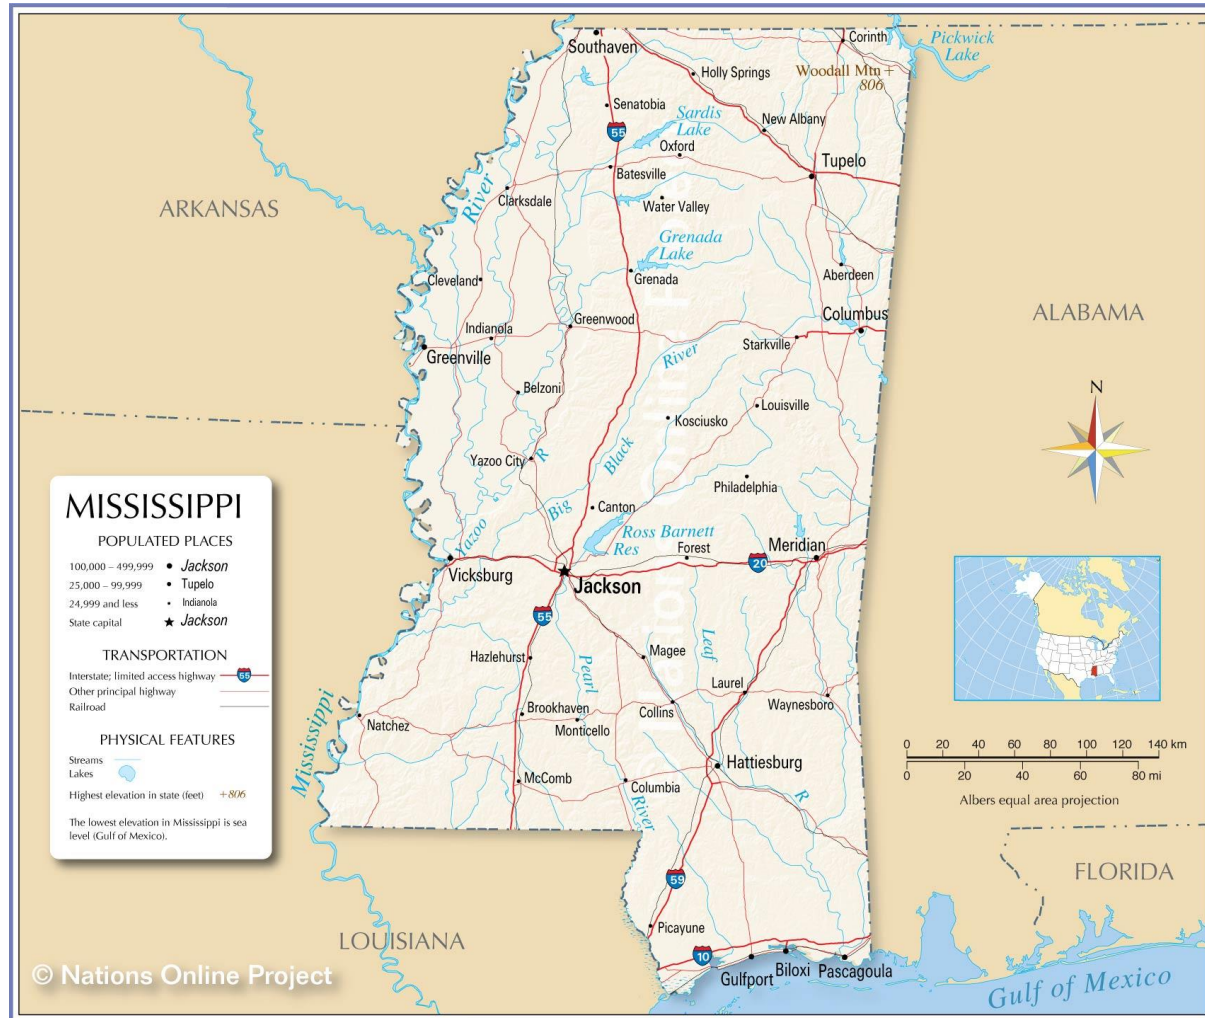 Southaven
Corinth
Pickwick
Lake
Holly Springs
Woodall Mtn +
806
Senatobia
Sardis
Lake
New Albany
55
Oxford
Tupelo
Batesville
ARKANSAS
River
Clarksdale
Water Valley
Grenada
Lake
Cleveland
Grenada
Aberdeen
Columbus
ALABAMA
Indianola
Greenwood
Starkville
Greenville
River
N
Belzoni
Louisville
Kosciusko
Black
R
Yazoo City
Philadelphia
MISSISSIPPI
POPULATED PLACES
100,000 – 499,999 Jackson
25,000 – 99,999 Tupelo
24,999 and less Indianola
State capital Jackson
TRANSPORTATION
Interstate; limited access highway 55
Other principal highway
Railroad
PHYSICAL FEATURES
Streams
Lakes
Highest elevation in state (feet) +806
The lowest elevation in Mississippi is sea
level (Gulf of Mexico).
Big
Canton
Yazoo
Ross Barnett
Res
Forest
Meridian
20
Vicksburg
Jackson
55
Leaf
Hazlehurst
Pearl
Magee
Laurel
Waynesboro
Mississippi
Natchez
Brookhaven
Monticello
Collins
0 20 40 60 80 100 120 140 km
0 20 40 60 80 mi
Albers equal area projection
Hattiesburg
McComb
Columbia
R
River
FLORIDA
59
Picayune
LOUISIANA
10
Gulfport
Biloxi
Pascagoula
Gulf of Mexico
© Nations Online Project